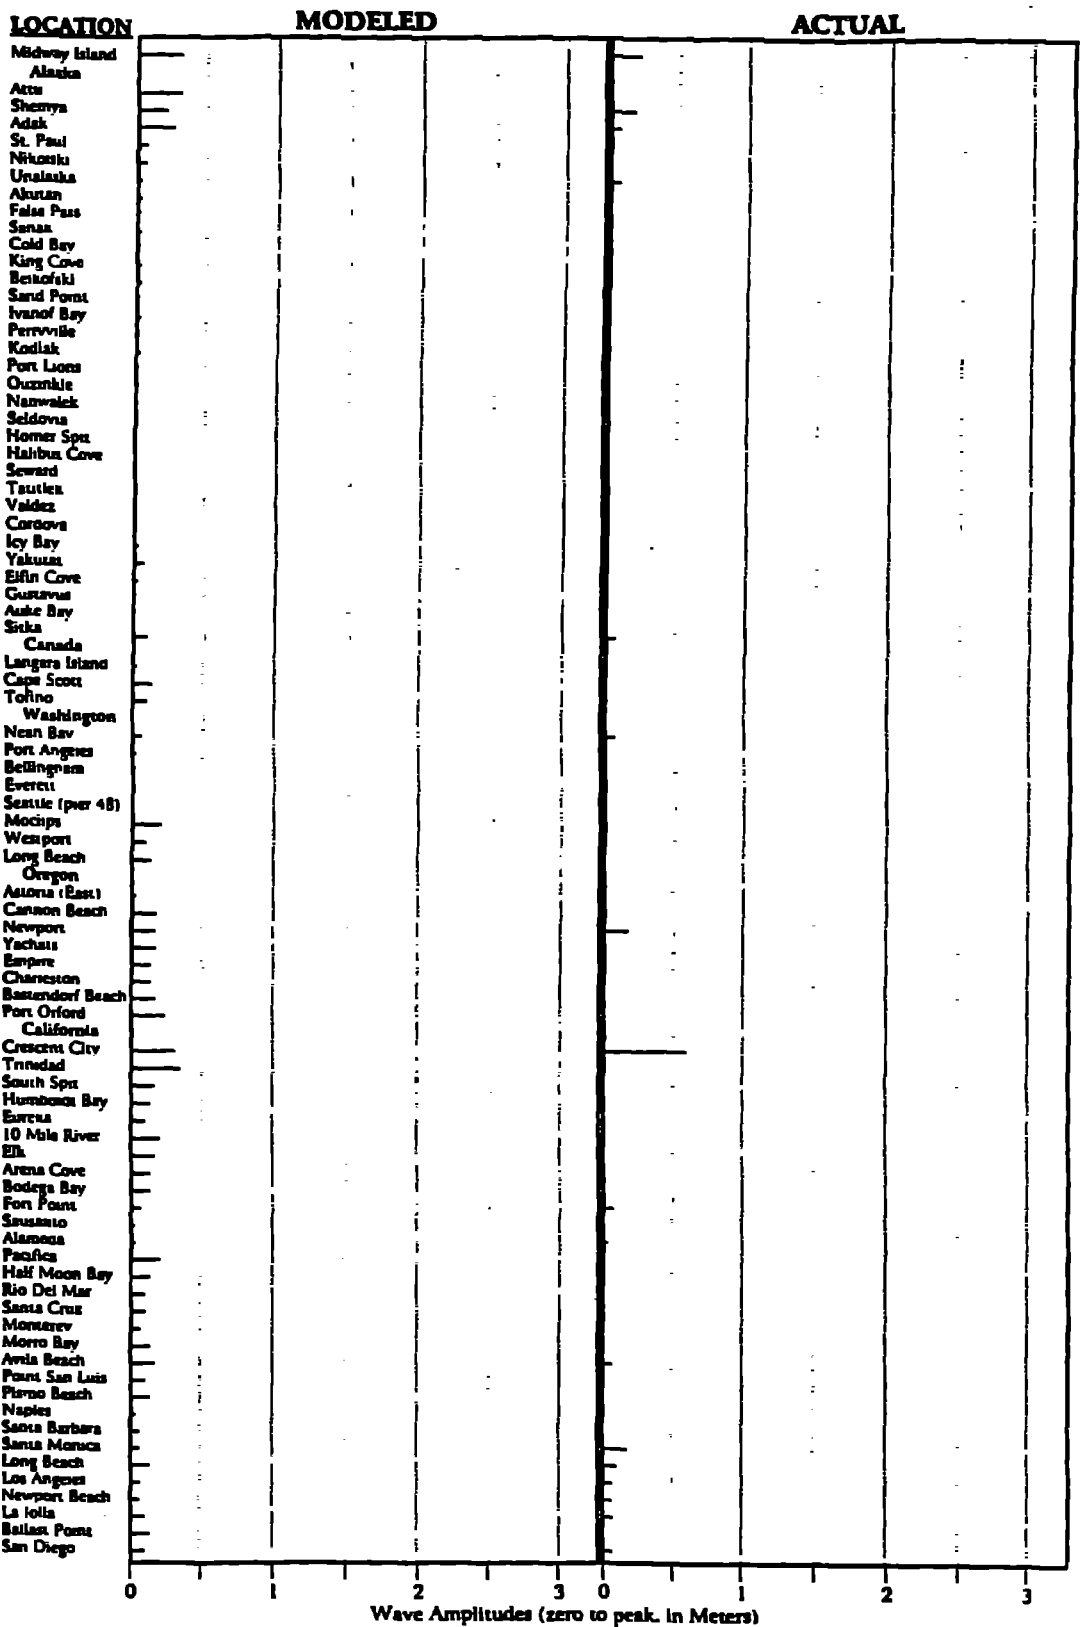 LOCATION MODELED ACTUAL
Midway Island
Alaska
Attu
Shemya
Adak
St. Paul
Nikolski
Unalaska
Akutan
False Pass
Sanak
Cold Bay
King Cove
Belkofski
Sand Point
Ivanof Bay
Perryville
Kodiak
Port Lions
Ouzinkie
Nanwalek
Seldovia
Homer Spit
Halibut Cove
Seward
Tatitlek
Valdez
Cordova
Icy Bay
Yakutat
Elfin Cove
Gustavus
Auke Bay
Sitka
Canada
Langara Island
Cape Scott
Tofino
Washington
Neah Bay
Port Angeles
Bellingham
Everett
Seattle (pier 48)
Moclips
Westport
Long Beach
Oregon
Astoria (East)
Cannon Beach
Newport
Yachats
Empire
Charleston
Bastendorf Beach
Port Orford
California
Crescent City
Trinidad
South Spit
Humboldt Bay
Eureka
10 Mile River
Elk
Arena Cove
Bodega Bay
Fort Point
Sausalito
Alameda
Pacifica
Half Moon Bay
Rio Del Mar
Santa Cruz
Monterey
Morro Bay
Avila Beach
Point San Luis
Pismo Beach
Naples
Santa Barbara
Santa Monica
Long Beach
Los Angeles
Newport Beach
La Jolla
Ballast Point
San Diego
0 1 2 3 0 1 2 3
Wave Amplitudes (zero to peak, in Meters)